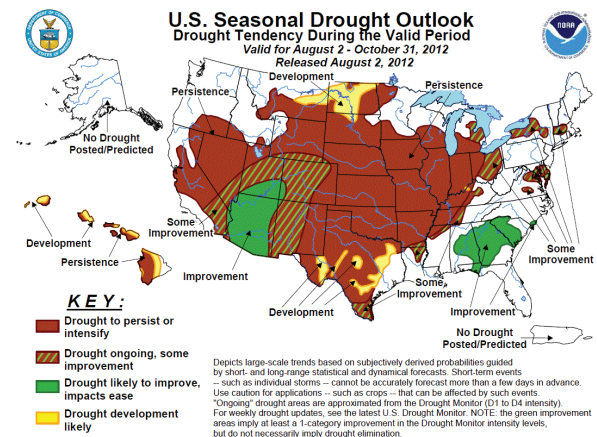 U.S. Seasonal Drought Outlook
Drought Tendency During the Valid Period
Valid for August 2 - October 31, 2012
Released August 2, 2012
NOAA
Development
Persistence
Persistence
No Drought
Posted/Predicted
Some
Improvement
Development
Persistence
Improvement
Development
Some
Improvement
Improvement
Some
Improvement
No Drought
Posted/Predicted
KEY:
Drought to persist or
intensify
Drought ongoing, some
improvement
Drought likely to improve,
impacts ease
Drought development
likely
Depicts large-scale trends based on subjectively derived probabilities guided
by short- and long-range statistical and dynamical forecasts. Short-term events
-- such as individual storms -- cannot be accurately forecast more than a few days in advance.
Use caution for applications -- such as crops -- that can be affected by such events.
"Ongoing" drought areas are approximated from the Drought Monitor (D1 to D4 intensity).
For weekly drought updates, see the latest U.S. Drought Monitor. NOTE: the green improvement
areas imply at least a 1-category improvement in the Drought Monitor intensity levels,
but do not necessarily imply drought elimination.